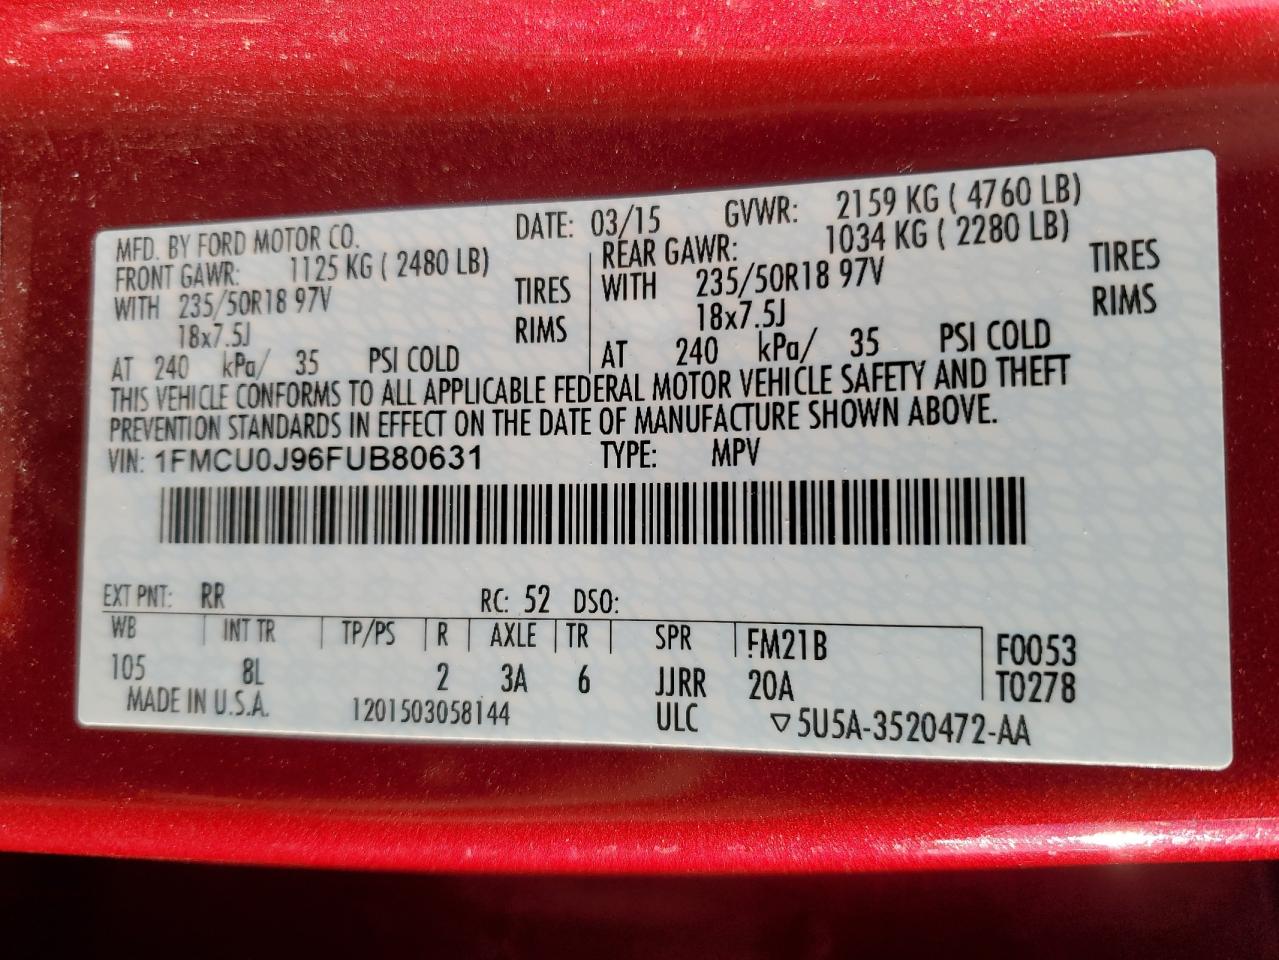 MFD. BY FORD MOTOR CO. DATE: 03/15 GVWR: 2159 KG ( 4760 LB)
FRONT GAWR: 1125 KG ( 2480 LB) REAR GAWR: 1034 KG ( 2280 LB)
WITH 235/50R18 97V TIRES WITH 235/50R18 97V TIRES
18x7.5J RIMS 18x7.5J RIMS
AT 240 kPa/ 35 PSI COLD AT 240 kPa/ 35 PSI COLD
THIS VEHICLE CONFORMS TO ALL APPLICABLE FEDERAL MOTOR VEHICLE SAFETY AND THEFT
PREVENTION STANDARDS IN EFFECT ON THE DATE OF MANUFACTURE SHOWN ABOVE.
VIN: 1FMCU0J96FUB80631 TYPE: MPV
EXT PNT: RR RC: 52 DSO:
WB INT TR TP/PS R AXLE TR SPR FM21B F0053
105 8L 2 3A 6 JJRR 20A T0278
MADE IN U.S.A. 1201503058144 ULC ▽5U5A-3520472-AA